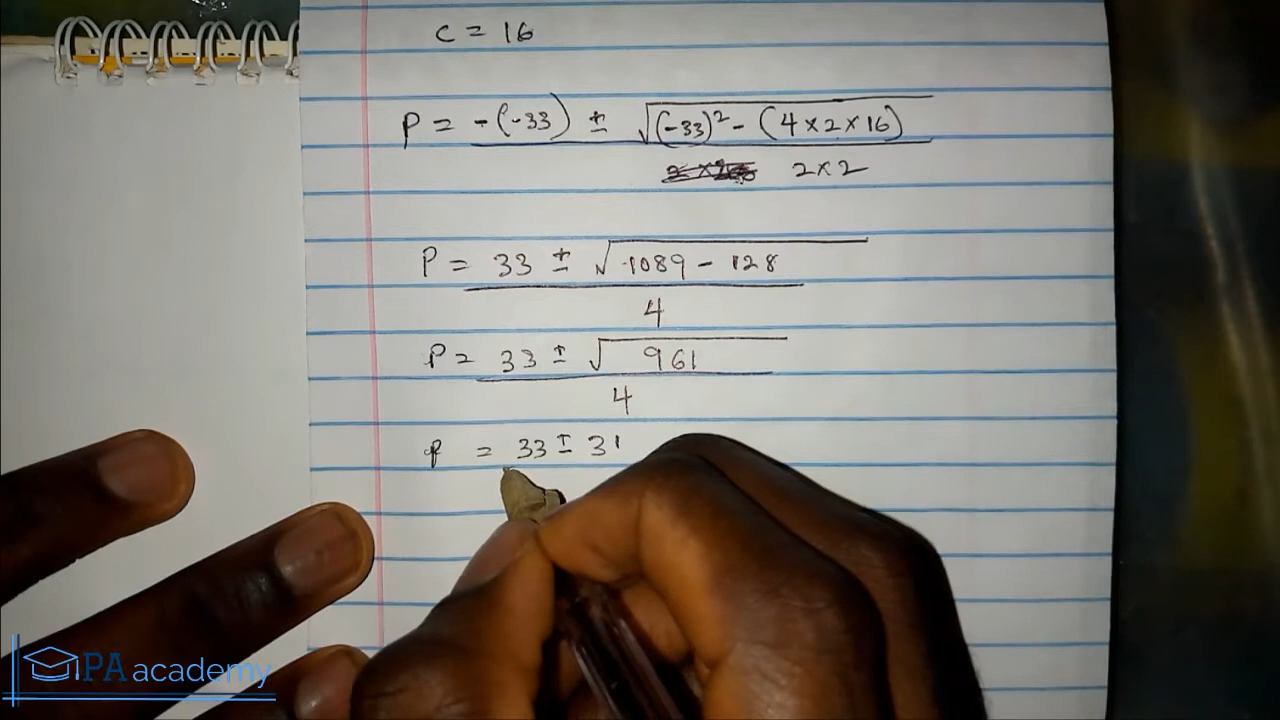 c = 16
P = -(-33) ± √(-33)² - (4×2×16)
2×2
P = 33 ± √1089 - 128
4
P = 33 ± √961
4
P = 33 ± 31
PA academy